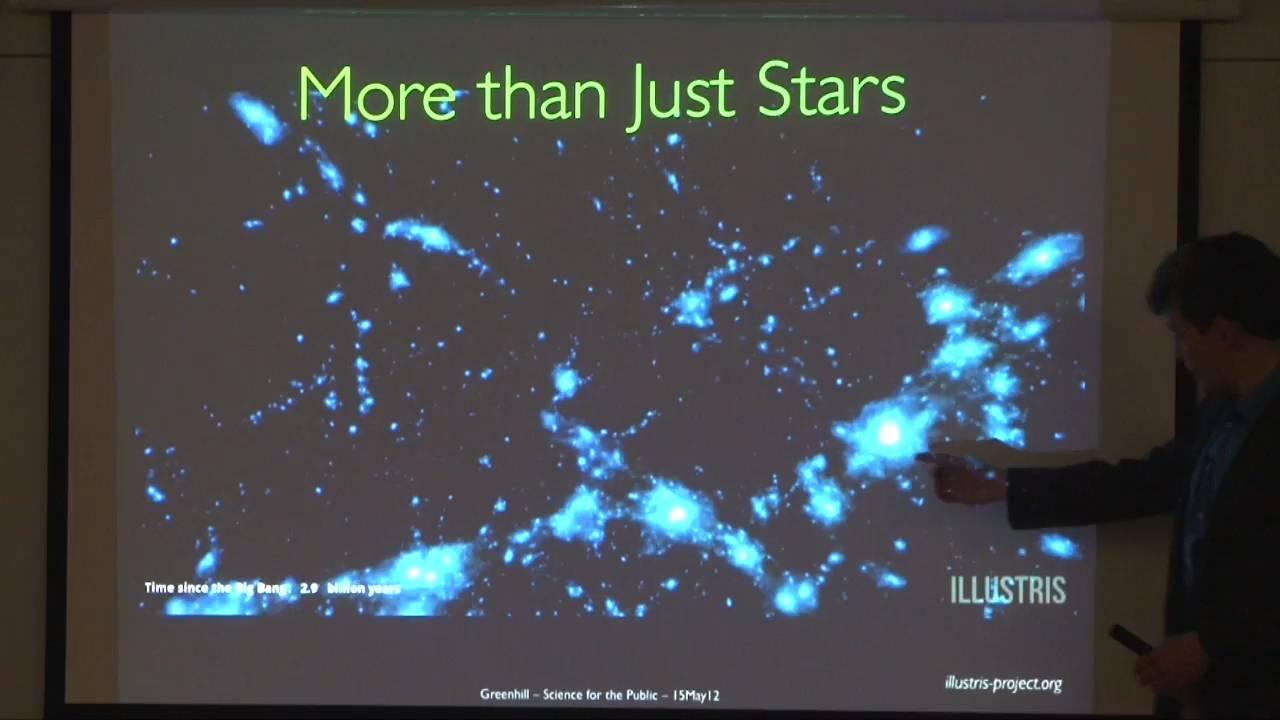 More than Just Stars
Time since the Big Bang: 2.9 billion years
ILLUSTRIS
illustris-project.org
Greenhill – Science for the Public – 15May12